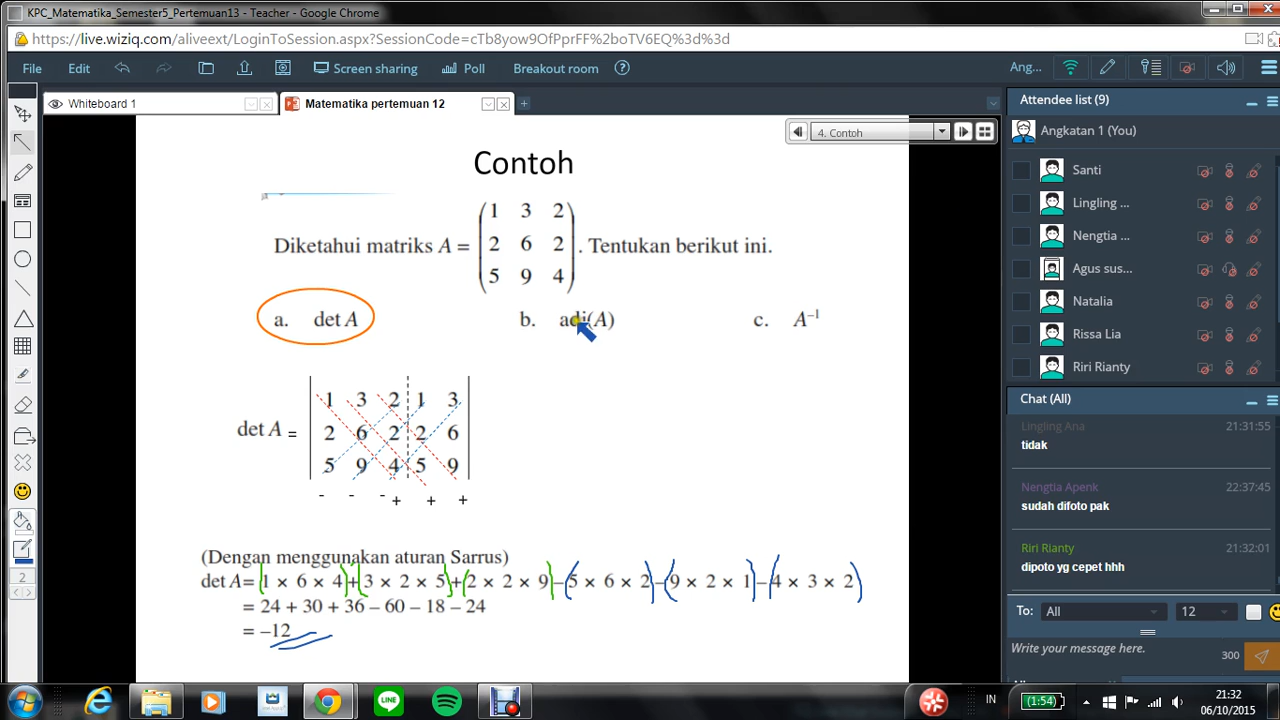 KPC_Matematika_Semester5_Pertemuan13 - Teacher - Google Chrome
https://live.wiziq.com/aliveext/LoginToSession.aspx?SessionCode=cTb8yow9OfPprFF%2boTV6EQ%3d%3d
File Edit Screen sharing Poll Breakout room ? Ang...
Whiteboard 1 Matematika pertemuan 12 +
Attendee list (9)
4. Contoh
Angkatan 1 (You)
Santi
Lingling ...
Nengtia ...
Agus sus...
Natalia
Rissa Lia
Riri Rianty
Contoh
Diketahui matriks A = (1 3 2
2 6 2
5 9 4). Tentukan berikut ini.
a. det A b. adj(A) c. A⁻¹
det A = |1 3 2 1 3|
|2 6 2 2 6|
|5 9 4 5 9|
- - - + + +
(Dengan menggunakan aturan Sarrus)
det A= (1 × 6 × 4)+(3 × 2 × 5)+(2 × 2 × 9)–(5 × 6 × 2)–(9 × 2 × 1)–(4 × 3 × 2)
= 24 + 30 + 36 – 60 – 18 – 24
= –12
Chat (All)
Lingling Ana 21:31:55
tidak
Nengtia Apenk 22:37:45
sudah difoto pak
Riri Rianty 21:32:01
dipoto yg cepet hhh
To: All 12
Write your message here. 300
2
LINE
IN (1:54) 21:32
06/10/2015